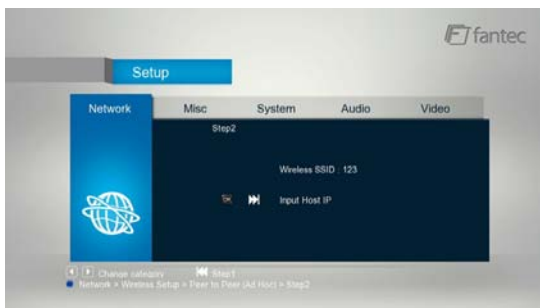 fantec
Setup
Network Misc System Audio Video
Step2
Wireless SSID : 123
Input Host IP
Change category Step1
Network > Wireless Setup > Peer to Peer (Ad Hoc) > Step2